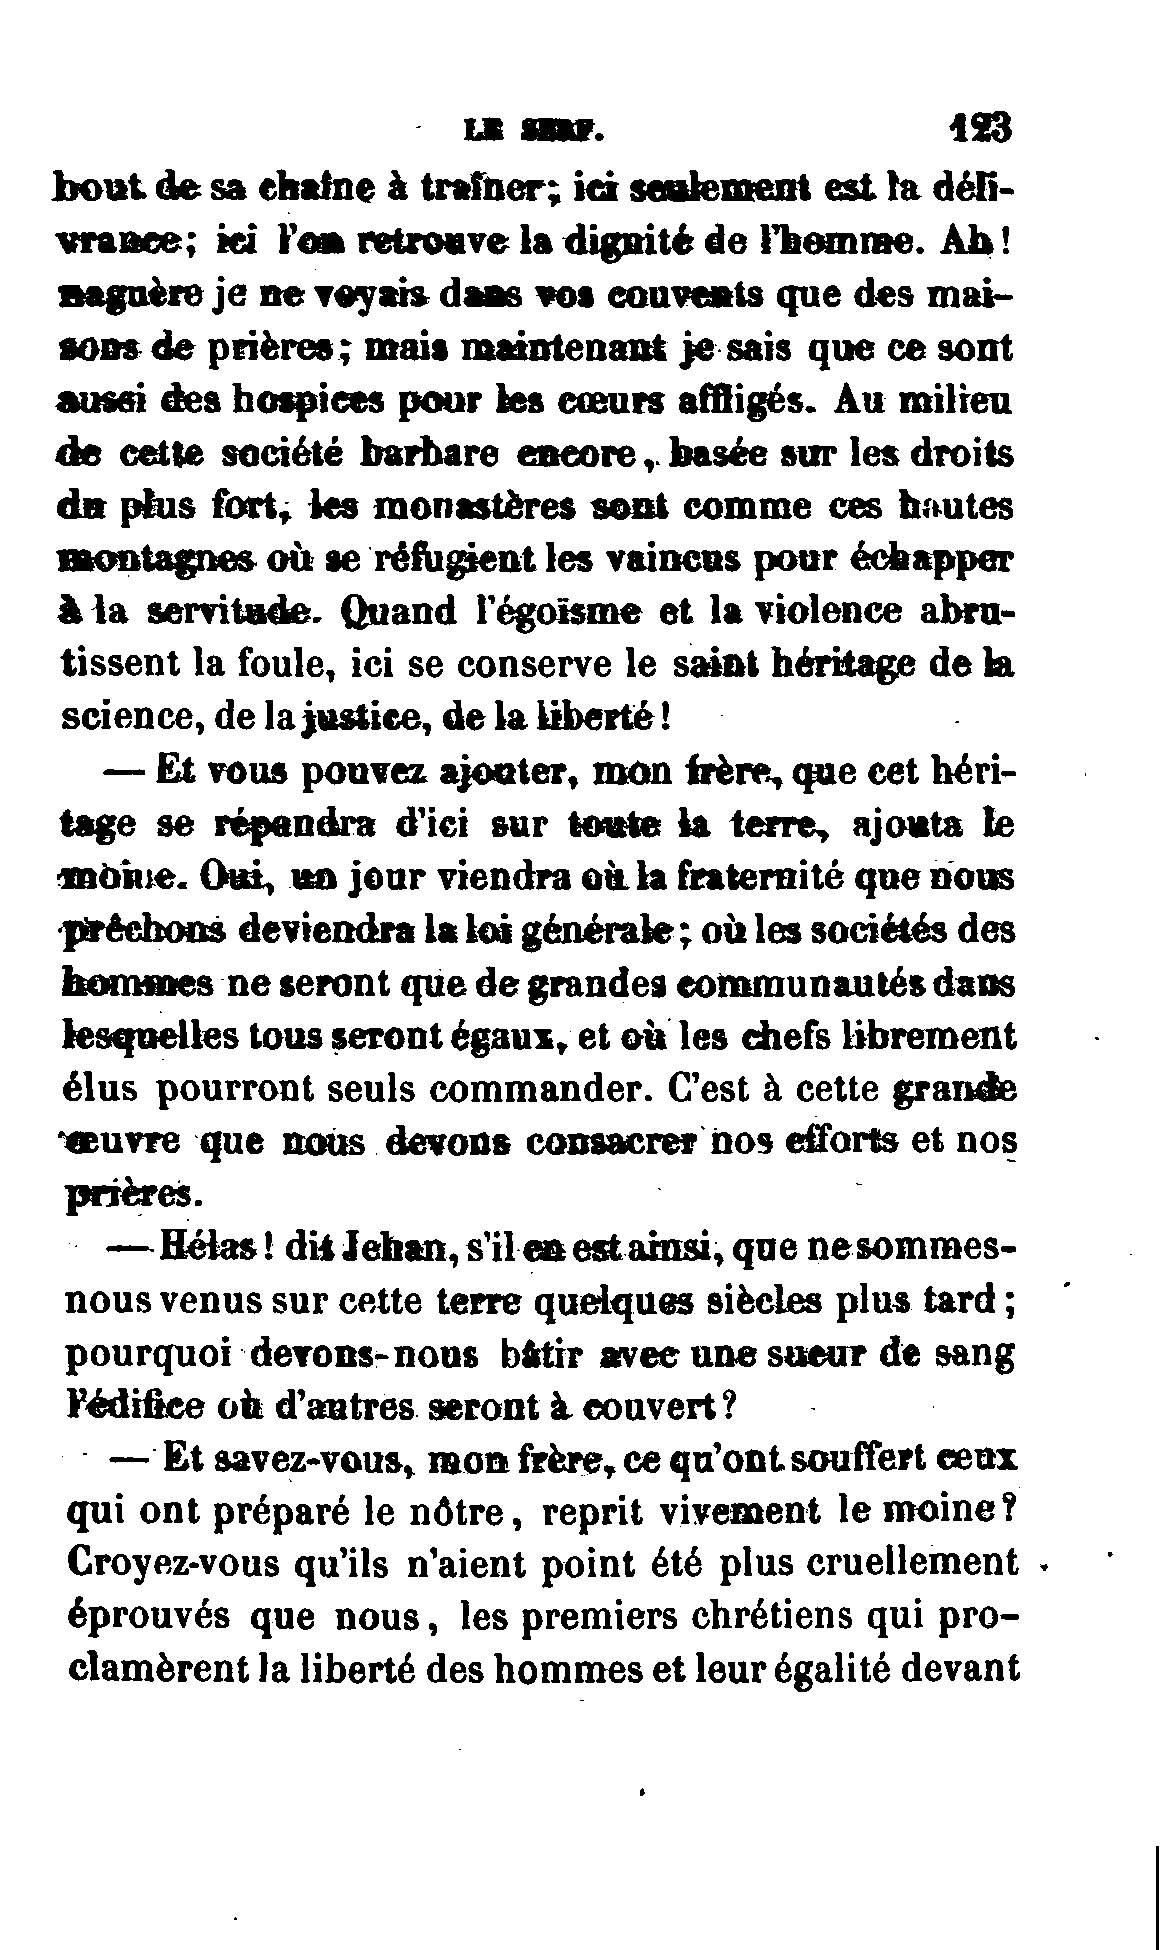 LE SERF. 123
bout de sa chaîne à traîner; ici seulement est la déli-
vrance; ici l'on retrouve la dignité de l'homme. Ah!
naguère je ne voyais dans vos couvents que des mai-
sons de prières; mais maintenant je sais que ce sont
aussi des hospices pour les cœurs affligés. Au milieu
de cette société barbare encore, basée sur les droits
du plus fort, les monastères sont comme ces hautes
montagnes où se réfugient les vaincus pour échapper
à la servitude. Quand l'égoïsme et la violence abru-
tissent la foule, ici se conserve le saint héritage de la
science, de la justice, de la liberté!
— Et vous pouvez ajouter, mon frère, que cet héri-
tage se répandra d'ici sur toute la terre, ajouta le
moine. Oui, un jour viendra où la fraternité que nous
prêchons deviendra la loi générale; où les sociétés des
hommes ne seront que de grandes communautés dans
lesquelles tous seront égaux, et où les chefs librement
élus pourront seuls commander. C'est à cette grande
œuvre que nous devons consacrer nos efforts et nos
prières.
— Hélas! dit Jehan, s'il en est ainsi, que ne sommes-
nous venus sur cette terre quelques siècles plus tard;
pourquoi devons-nous bâtir avec une sueur de sang
l'édifice où d'autres seront à couvert?
— Et savez-vous, mon frère, ce qu'ont souffert ceux
qui ont préparé le nôtre, reprit vivement le moine?
Croyez-vous qu'ils n'aient point été plus cruellement
éprouvés que nous, les premiers chrétiens qui pro-
clamèrent la liberté des hommes et leur égalité devant